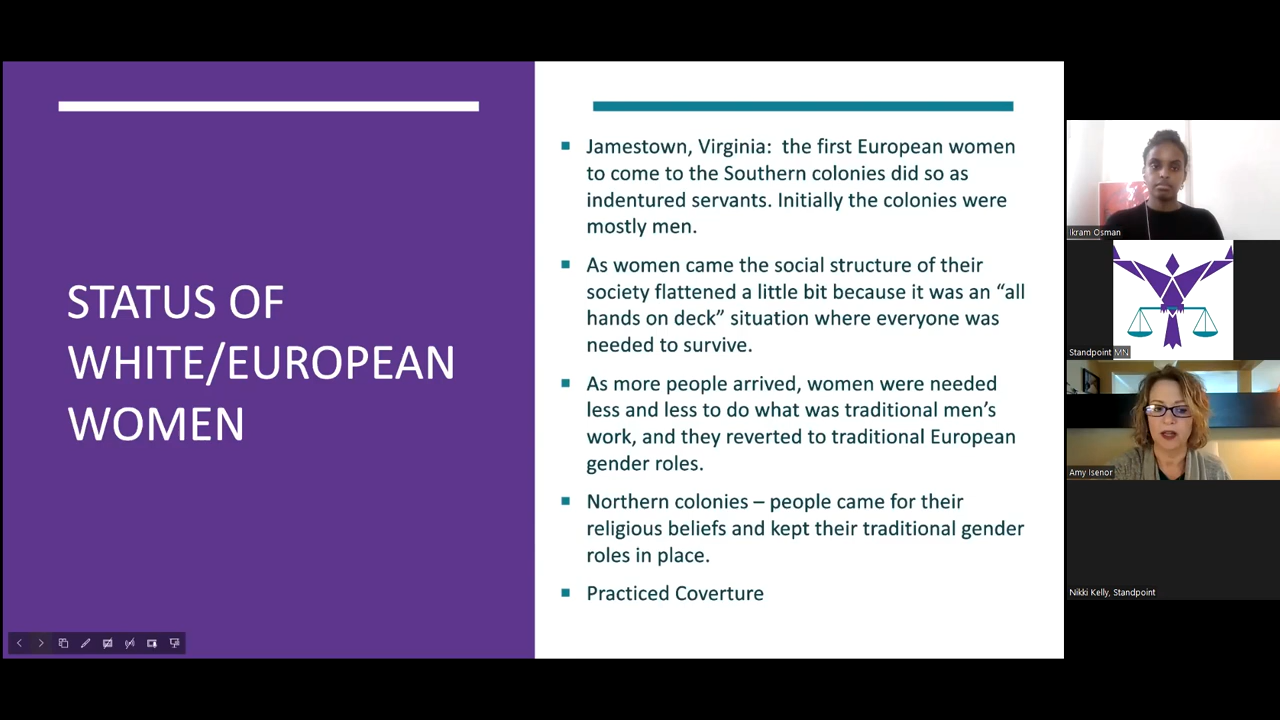 STATUS OF
WHITE/EUROPEAN
WOMEN
▪ Jamestown, Virginia:  the first European women
to come to the Southern colonies did so as
indentured servants. Initially the colonies were
mostly men.
▪ As women came the social structure of their
society flattened a little bit because it was an “all
hands on deck” situation where everyone was
needed to survive.
▪ As more people arrived, women were needed
less and less to do what was traditional men’s
work, and they reverted to traditional European
gender roles.
▪ Northern colonies – people came for their
religious beliefs and kept their traditional gender
roles in place.
▪ Practiced Coverture
Ikram Osman
Standpoint MN
Amy Isenor
Nikki Kelly, Standpoint